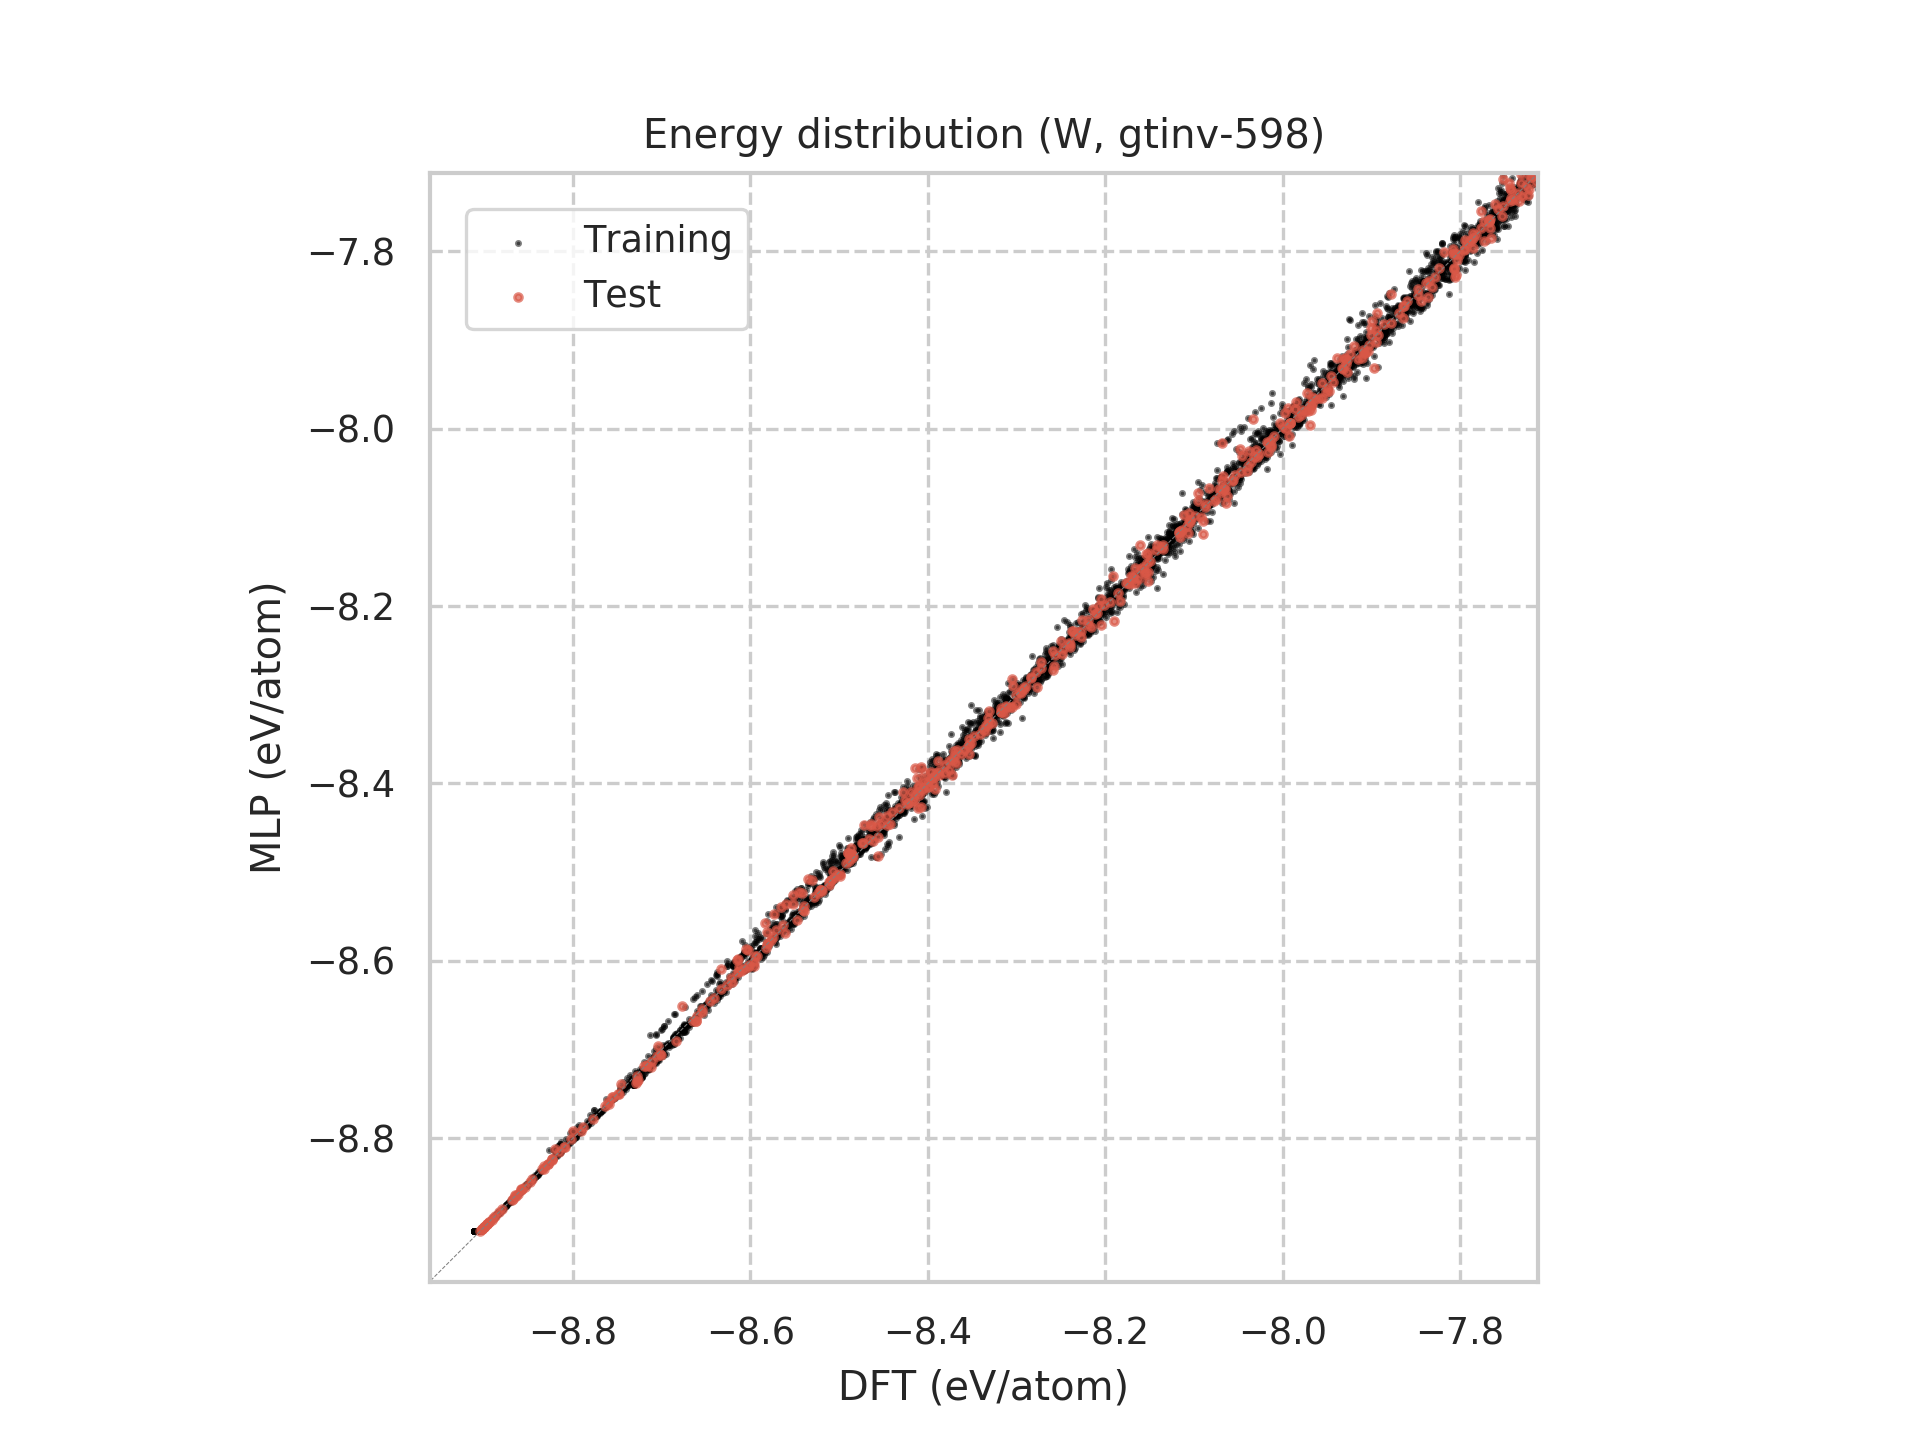 Energy distribution (W, gtinv-598)
Training
Test
−7.8
−8.0
−8.2
−8.4
−8.6
−8.8
MLP (eV/atom)
−8.8 −8.6 −8.4 −8.2 −8.0 −7.8
DFT (eV/atom)